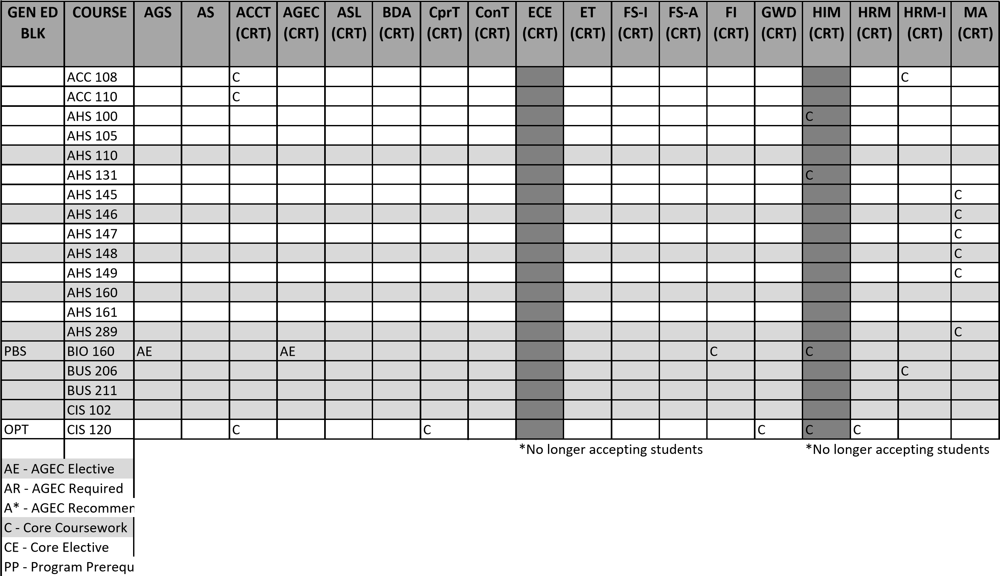 GEN ED BLK COURSE AGS AS ACCT (CRT) AGEC (CRT) ASL (CRT) BDA (CRT) CprT (CRT) ConT (CRT) ECE (CRT) ET (CRT) FS-I (CRT) FS-A (CRT) FI (CRT) GWD (CRT) HIM (CRT) HRM (CRT) HRM-I (CRT) MA (CRT)
ACC 108 C C
ACC 110 C
AHS 100 C
AHS 105
AHS 110
AHS 131 C
AHS 145 C
AHS 146 C
AHS 147 C
AHS 148 C
AHS 149 C
AHS 160
AHS 161
AHS 289 C
PBS BIO 160 AE AE C C
BUS 206 C
BUS 211
CIS 102
OPT CIS 120 C C C C C
*No longer accepting students *No longer accepting students
AE - AGEC Elective
AR - AGEC Required
A* - AGEC Recommen
C - Core Coursework
CE - Core Elective
PP - Program Prerequ